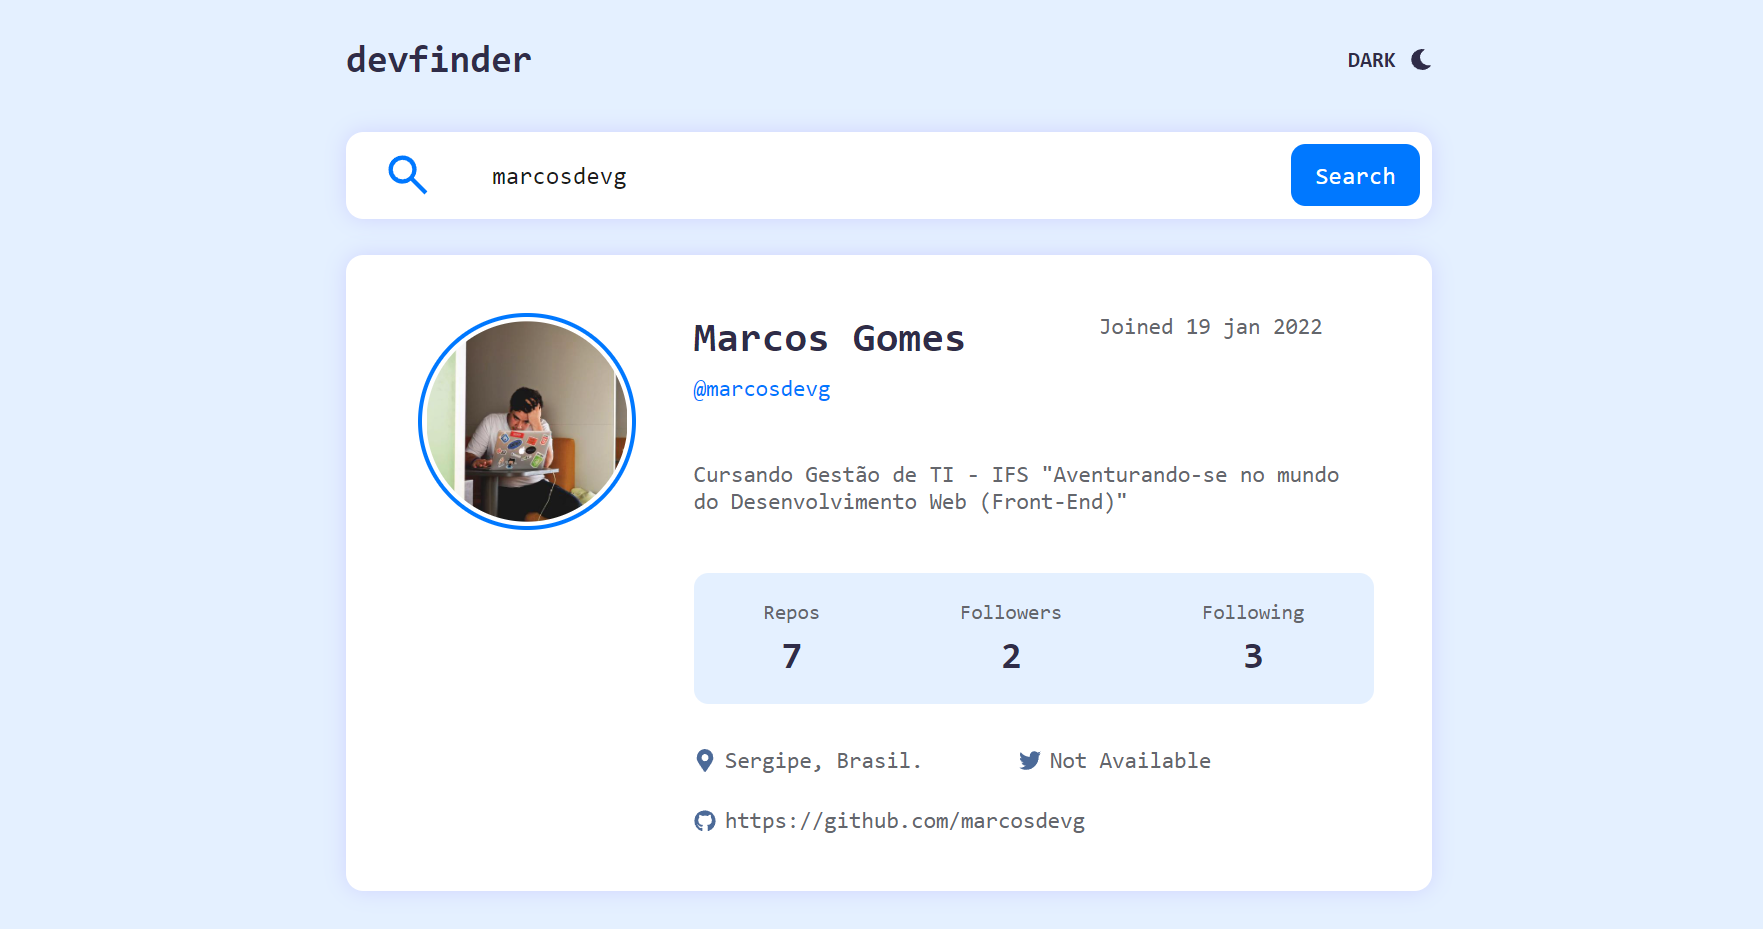 devfinder
DARK
marcosdevg
Search
Marcos Gomes
Joined 19 jan 2022
@marcosdevg
Cursando Gestão de TI - IFS "Aventurando-se no mundo
do Desenvolvimento Web (Front-End)"
Repos
Followers
Following
7
2
3
Sergipe, Brasil.
Not Available
https://github.com/marcosdevg